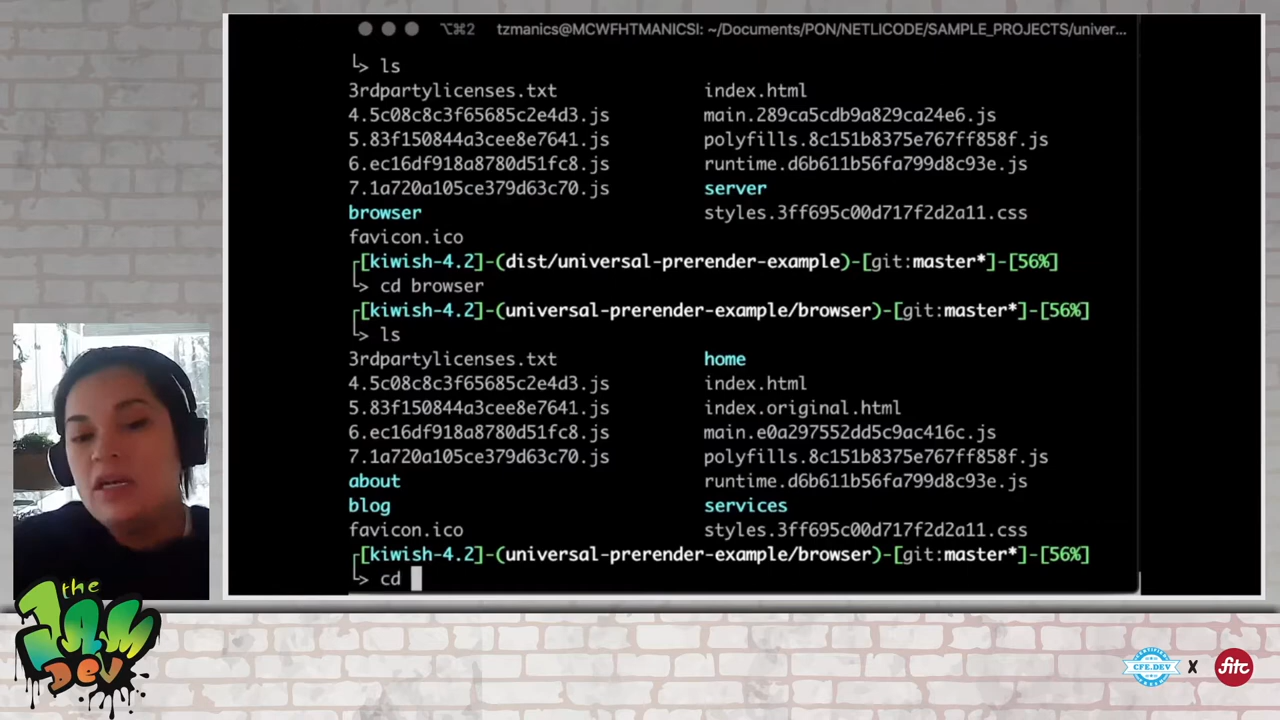 ⌥⌘2 tzmanics@MCWFHTMANICSI: ~/Documents/PON/NETLICODE/SAMPLE_PROJECTS/univer...
└> ls
3rdpartylicenses.txt index.html
4.5c08c8c3f65685c2e4d3.js main.289ca5cdb9a829ca24e6.js
5.83f150844a3cee8e7641.js polyfills.8c151b8375e767ff858f.js
6.ec16df918a8780d51fc8.js runtime.d6b611b56fa799d8c93e.js
7.1a720a105ce379d63c70.js server
browser styles.3ff695c00d717f2d2a11.css
favicon.ico
┌[kiwish-4.2]-(dist/universal-prerender-example)-[git:master*]-[56%]
└> cd browser
┌[kiwish-4.2]-(universal-prerender-example/browser)-[git:master*]-[56%]
└> ls
3rdpartylicenses.txt home
4.5c08c8c3f65685c2e4d3.js index.html
5.83f150844a3cee8e7641.js index.original.html
6.ec16df918a8780d51fc8.js main.e0a297552dd5c9ac416c.js
7.1a720a105ce379d63c70.js polyfills.8c151b8375e767ff858f.js
about runtime.d6b611b56fa799d8c93e.js
blog services
favicon.ico styles.3ff695c00d717f2d2a11.css
┌[kiwish-4.2]-(universal-prerender-example/browser)-[git:master*]-[56%]
└> cd
the
JAM
DEV
CERTIFIED
CFE.DEV
X
fitc